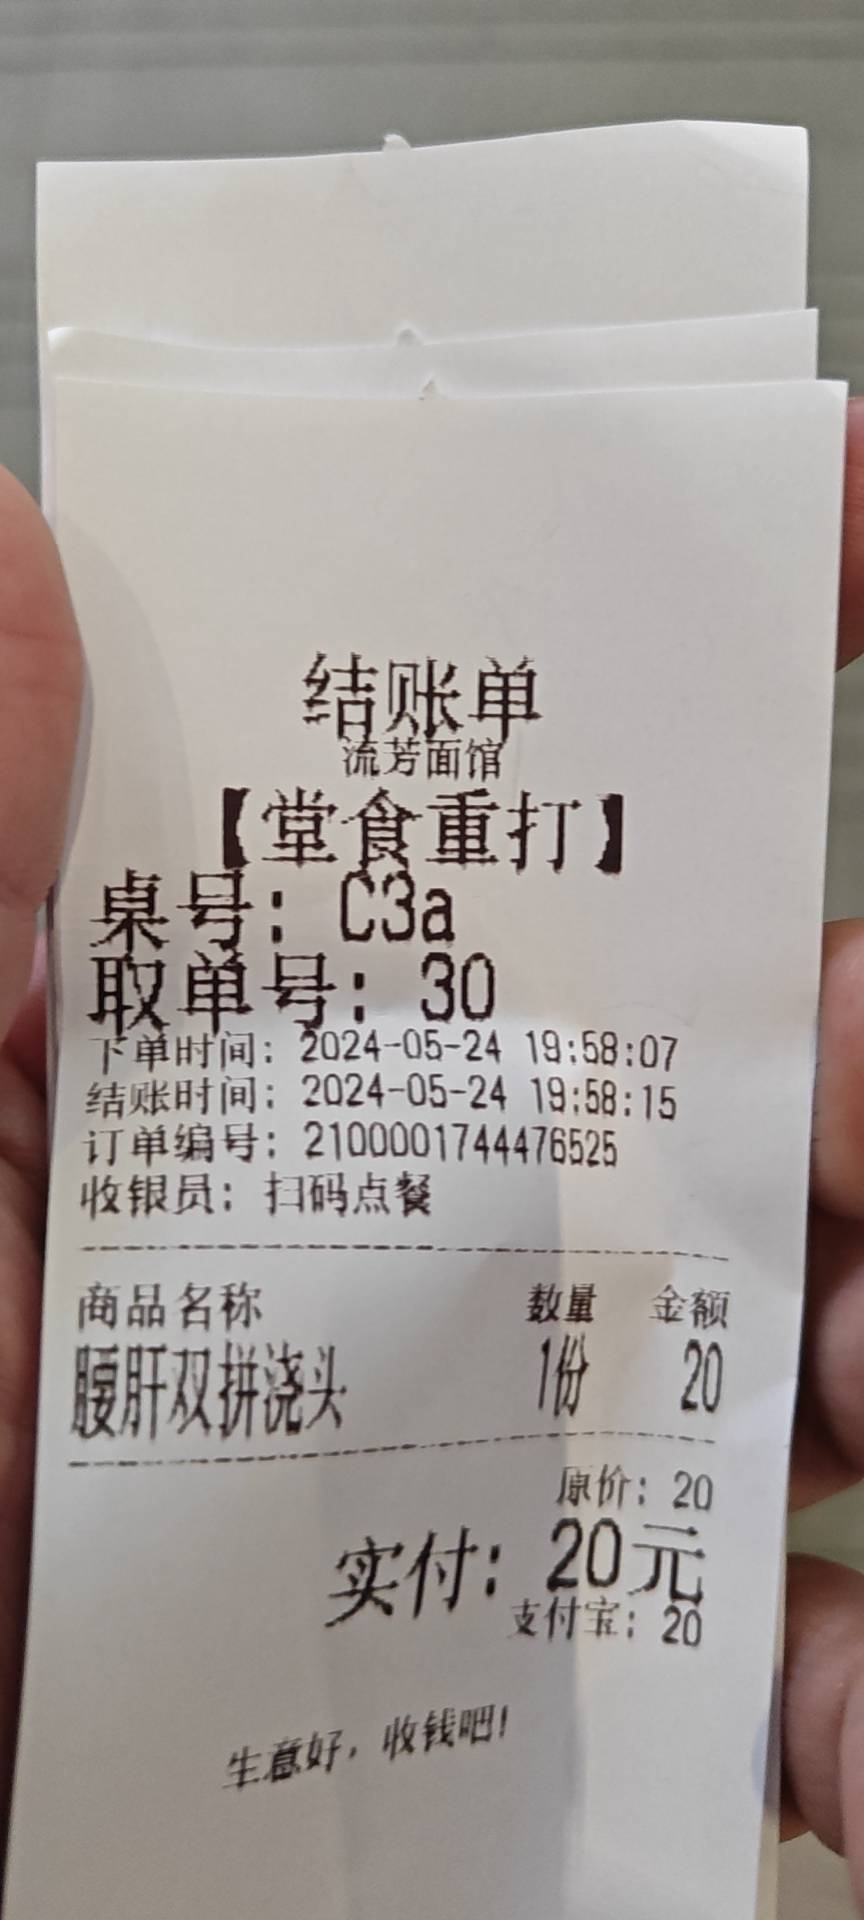 结账单
流芳面馆
【堂食重打】
桌号：C3a
取单号：30
下单时间：2024-05-24 19:58:07
结账时间：2024-05-24 19:58:15
订单编号：2100001744476525
收银员：扫码点餐
商品名称 数量 金额
腰肝双拼浇头 1份 20
原价：20
实付：20元
支付宝：20
生意好，收钱吧！